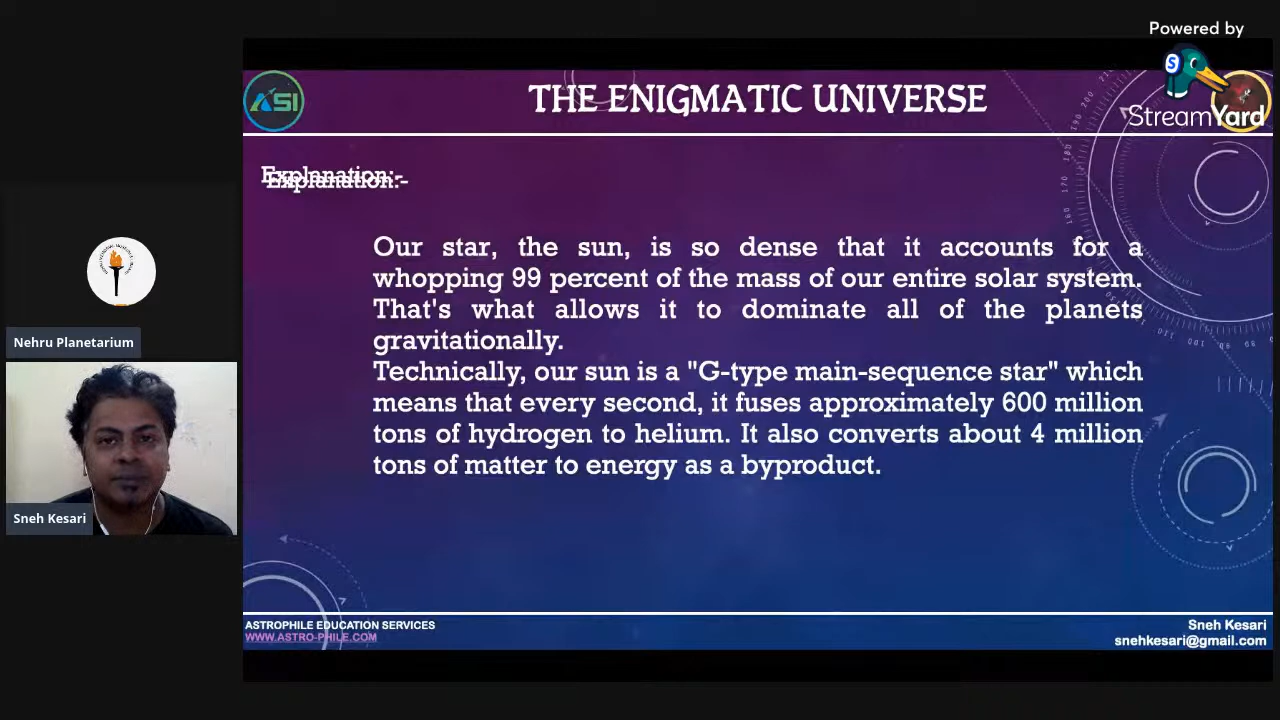 Powered by
StreamYard
ASI
THE ENIGMATIC UNIVERSE
Explanation:-
Explanation:-
Our star, the sun, is so dense that it accounts for a
whopping 99 percent of the mass of our entire solar system.
That's what allows it to dominate all of the planets
gravitationally.
Technically, our sun is a "G-type main-sequence star" which
means that every second, it fuses approximately 600 million
tons of hydrogen to helium. It also converts about 4 million
tons of matter to energy as a byproduct.
Nehru Planetarium
Sneh Kesari
ASTROPHILE EDUCATION SERVICES
WWW.ASTRO-PHILE.COM
Sneh Kesari
snehkesari@gmail.com